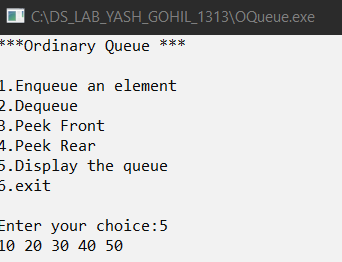 C:\DS_LAB_YASH_GOHIL_1313\OQueue.exe
***Ordinary Queue ***
1.Enqueue an element
2.Dequeue
3.Peek Front
4.Peek Rear
5.Display the queue
6.exit
Enter your choice:5
10 20 30 40 50